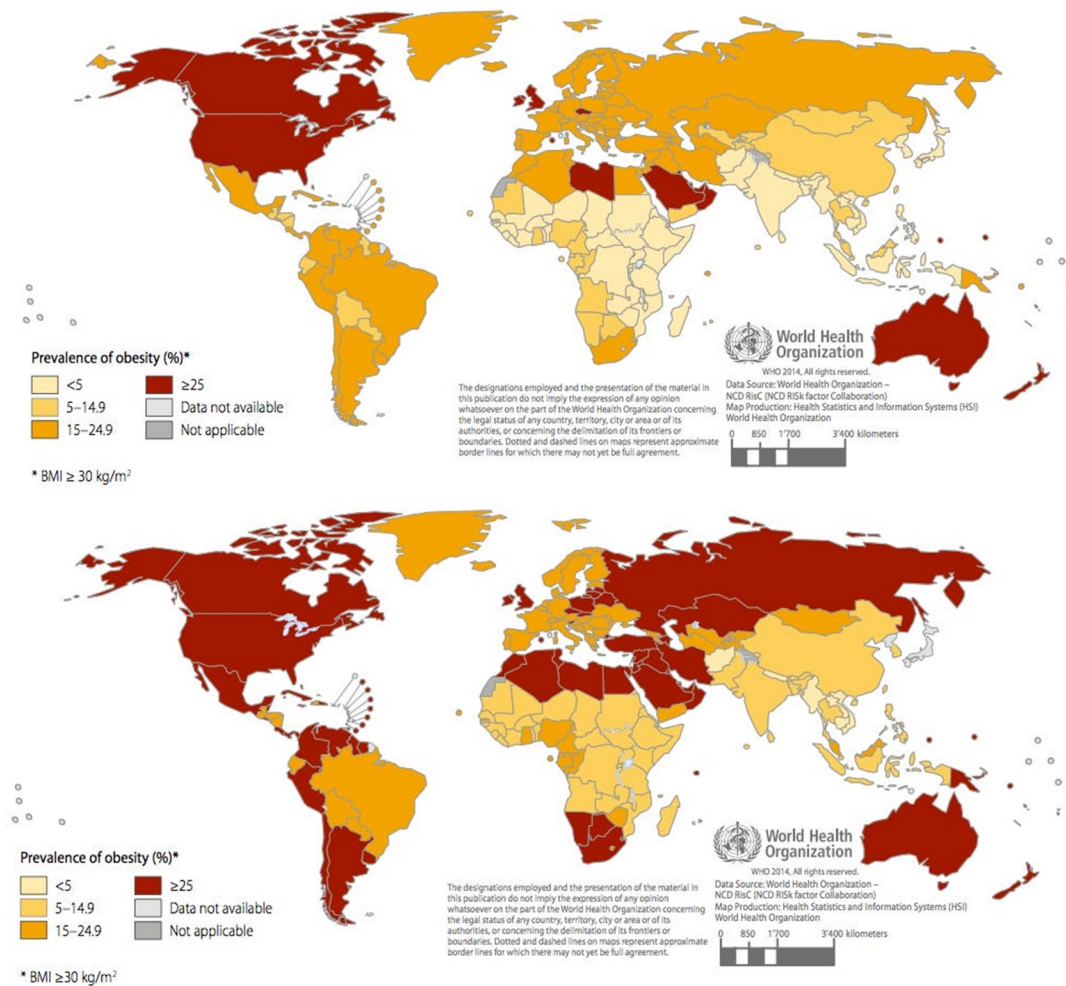 Prevalence of obesity (%)*
<5
5–14.9
15–24.9
≥25
Data not available
Not applicable
* BMI ≥ 30 kg/m²
The designations employed and the presentation of the material in
this publication do not imply the expression of any opinion
whatsoever on the part of the World Health Organization concerning
the legal status of any country, territory, city or area or of its
authorities, or concerning the delimitation of its frontiers or
boundaries. Dotted and dashed lines on maps represent approximate
border lines for which there may not yet be full agreement.
World Health
Organization
WHO 2014, All rights reserved.
Data Source: World Health Organization –
NCD RisC (NCD RISk factor Collaboration)
Map Production: Health Statistics and Information Systems (HSI)
World Health Organization
0 850 1'700 3'400 kilometers
Prevalence of obesity (%)*
<5
5–14.9
15–24.9
≥25
Data not available
Not applicable
* BMI ≥30 kg/m²
The designations employed and the presentation of the material in
this publication do not imply the expression of any opinion
whatsoever on the part of the World Health Organization concerning
the legal status of any country, territory, city or area or of its
authorities, or concerning the delimitation of its frontiers or
boundaries. Dotted and dashed lines on maps represent approximate
border lines for which there may not yet be full agreement.
World Health
Organization
WHO 2014, All rights reserved.
Data Source: World Health Organization –
NCD RisC (NCD RISk factor Collaboration)
Map Production: Health Statistics and Information Systems (HSI)
World Health Organization
0 850 1'700 3'400 kilometers